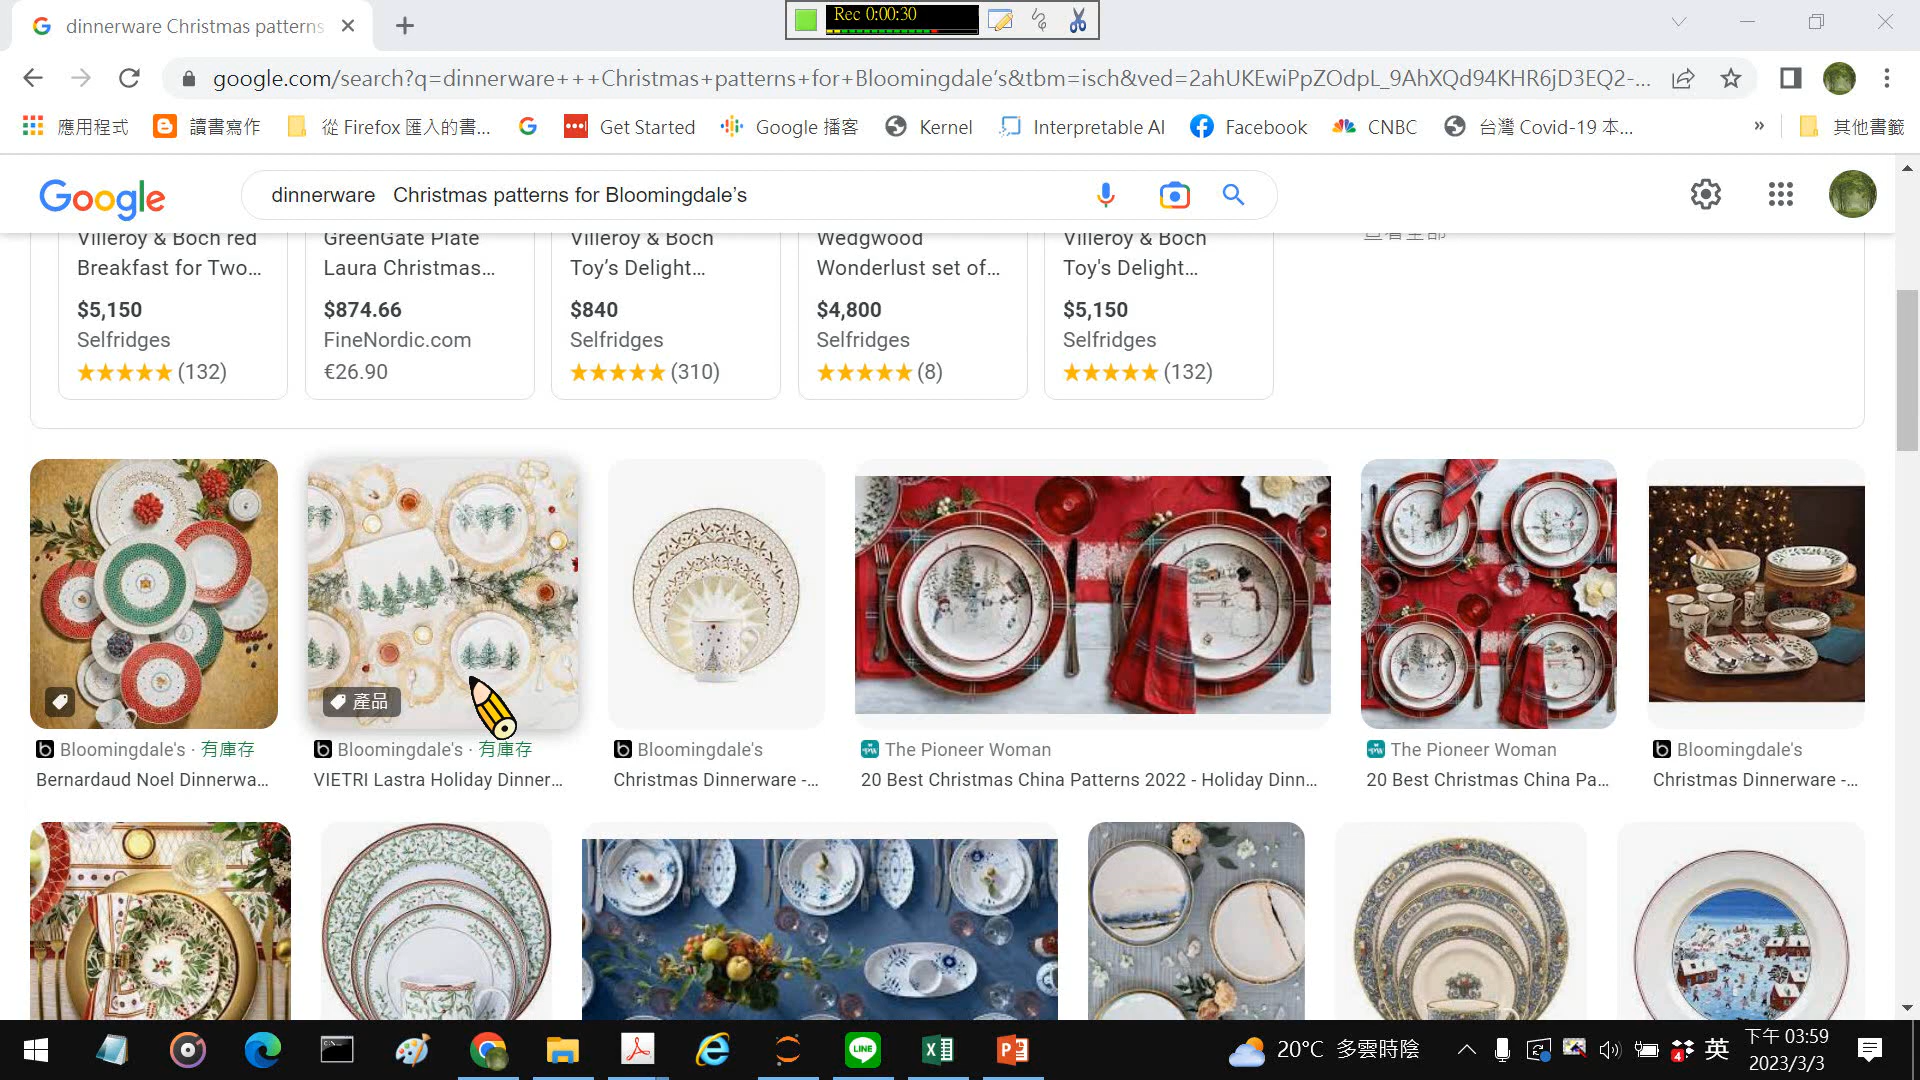 dinnerware Christmas patterns
Rec 0:00:30
google.com/search?q=dinnerware+++Christmas+patterns+for+Bloomingdale’s&tbm=isch&ved=2ahUKEwiPpZOdpL_9AhXQd94KHR6jD3EQ2-...
應用程式
讀書寫作
從 Firefox 匯入的書...
Get Started
Google 播客
Kernel
Interpretable AI
Facebook
CNBC
台灣 Covid-19 本...
»
其他書籤
Google
dinnerware Christmas patterns for Bloomingdale’s
查看全部
Villeroy & Boch red
Breakfast for Two...
$5,150
Selfridges
(132)
GreenGate Plate
Laura Christmas...
$874.66
FineNordic.com
€26.90
Villeroy & Boch
Toy’s Delight...
$840
Selfridges
(310)
Wedgwood
Wonderlust set of...
$4,800
Selfridges
(8)
Villeroy & Boch
Toy's Delight...
$5,150
Selfridges
(132)
產品
Bloomingdale's · 有庫存
Bernardaud Noel Dinnerwa...
Bloomingdale's · 有庫存
VIETRI Lastra Holiday Dinner...
Bloomingdale's
Christmas Dinnerware -...
The Pioneer Woman
20 Best Christmas China Patterns 2022 - Holiday Dinn...
The Pioneer Woman
20 Best Christmas China Pa...
Bloomingdale's
Christmas Dinnerware -...
LINE
20°C 多雲時陰
4
英
下午 03:59
2023/3/3